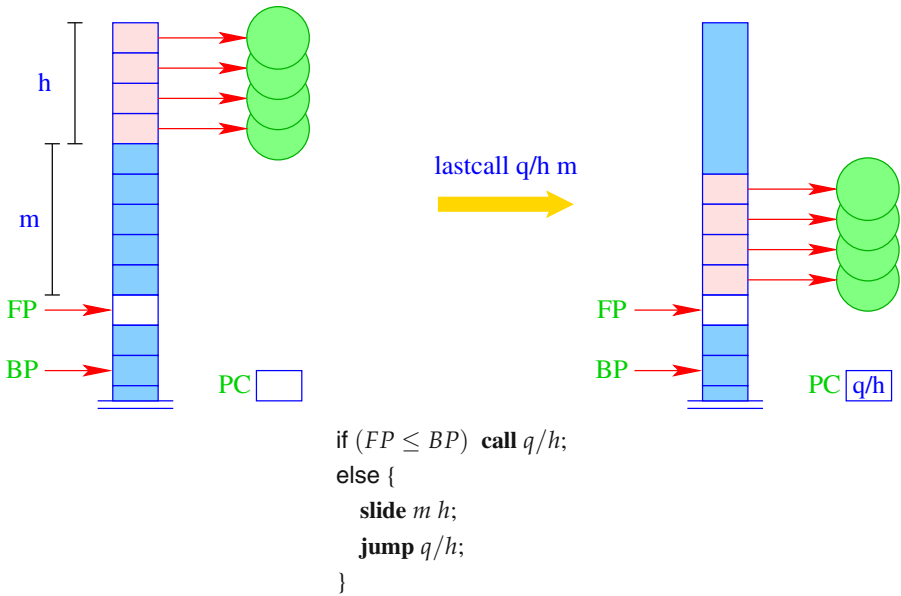 h
m
FP
BP
PC
lastcall q/h m
FP
BP
PC q/h
if (FP ≤ BP) call q/h;
else {
slide m h;
jump q/h;
}